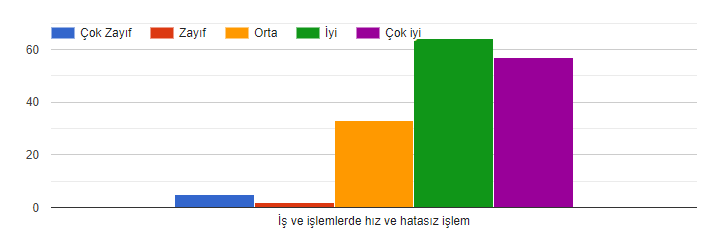 Çok Zayıf Zayıf Orta İyi Çok iyi
60
40
20
0
İş ve işlemlerde hız ve hatasız işlem